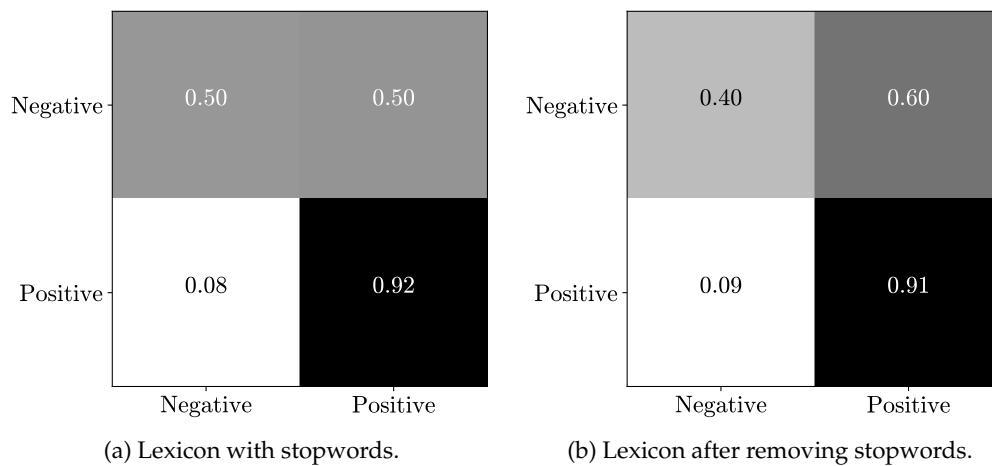 Negative 0.50 0.50
Positive 0.08 0.92
Negative Positive
(a) Lexicon with stopwords.
Negative 0.40 0.60
Positive 0.09 0.91
Negative Positive
(b) Lexicon after removing stopwords.